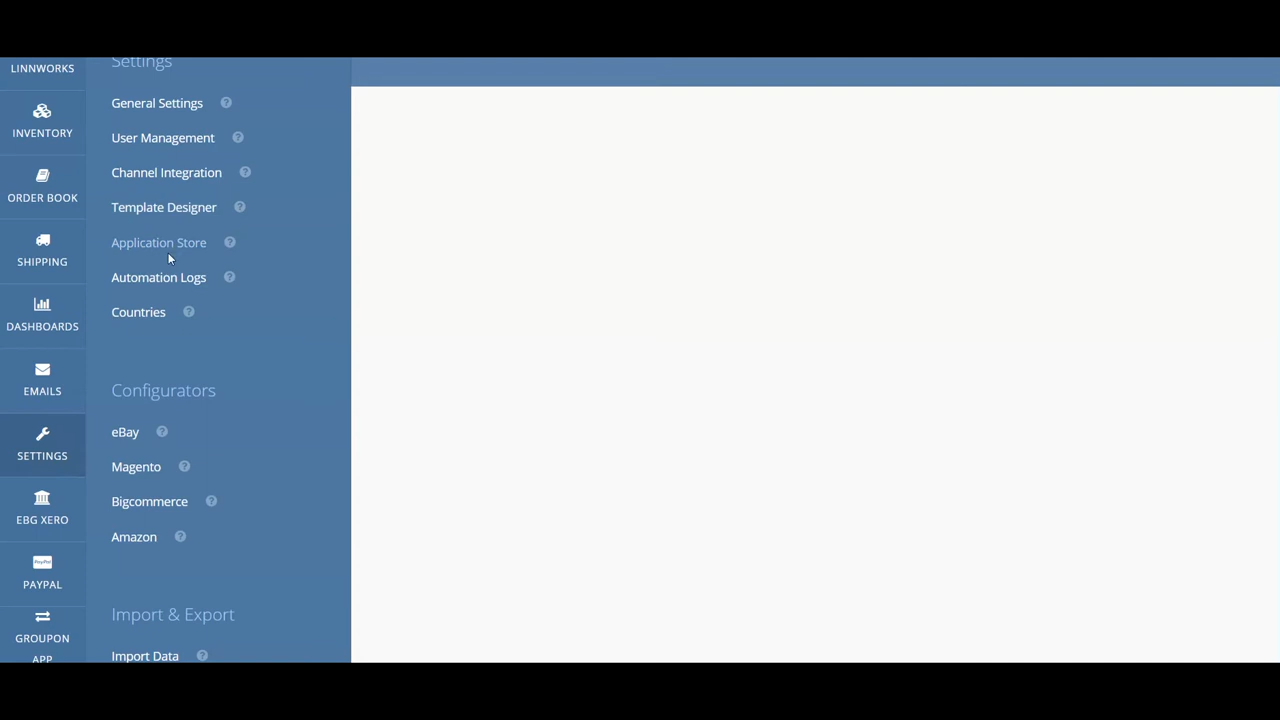 LINNWORKS
INVENTORY
ORDER BOOK
SHIPPING
DASHBOARDS
EMAILS
SETTINGS
EBG XERO
PayPal
PAYPAL
GROUPON
APP
Settings
General Settings ?
User Management ?
Channel Integration ?
Template Designer ?
Application Store ?
Automation Logs ?
Countries ?
Configurators
eBay ?
Magento ?
Bigcommerce ?
Amazon ?
Import & Export
Import Data ?